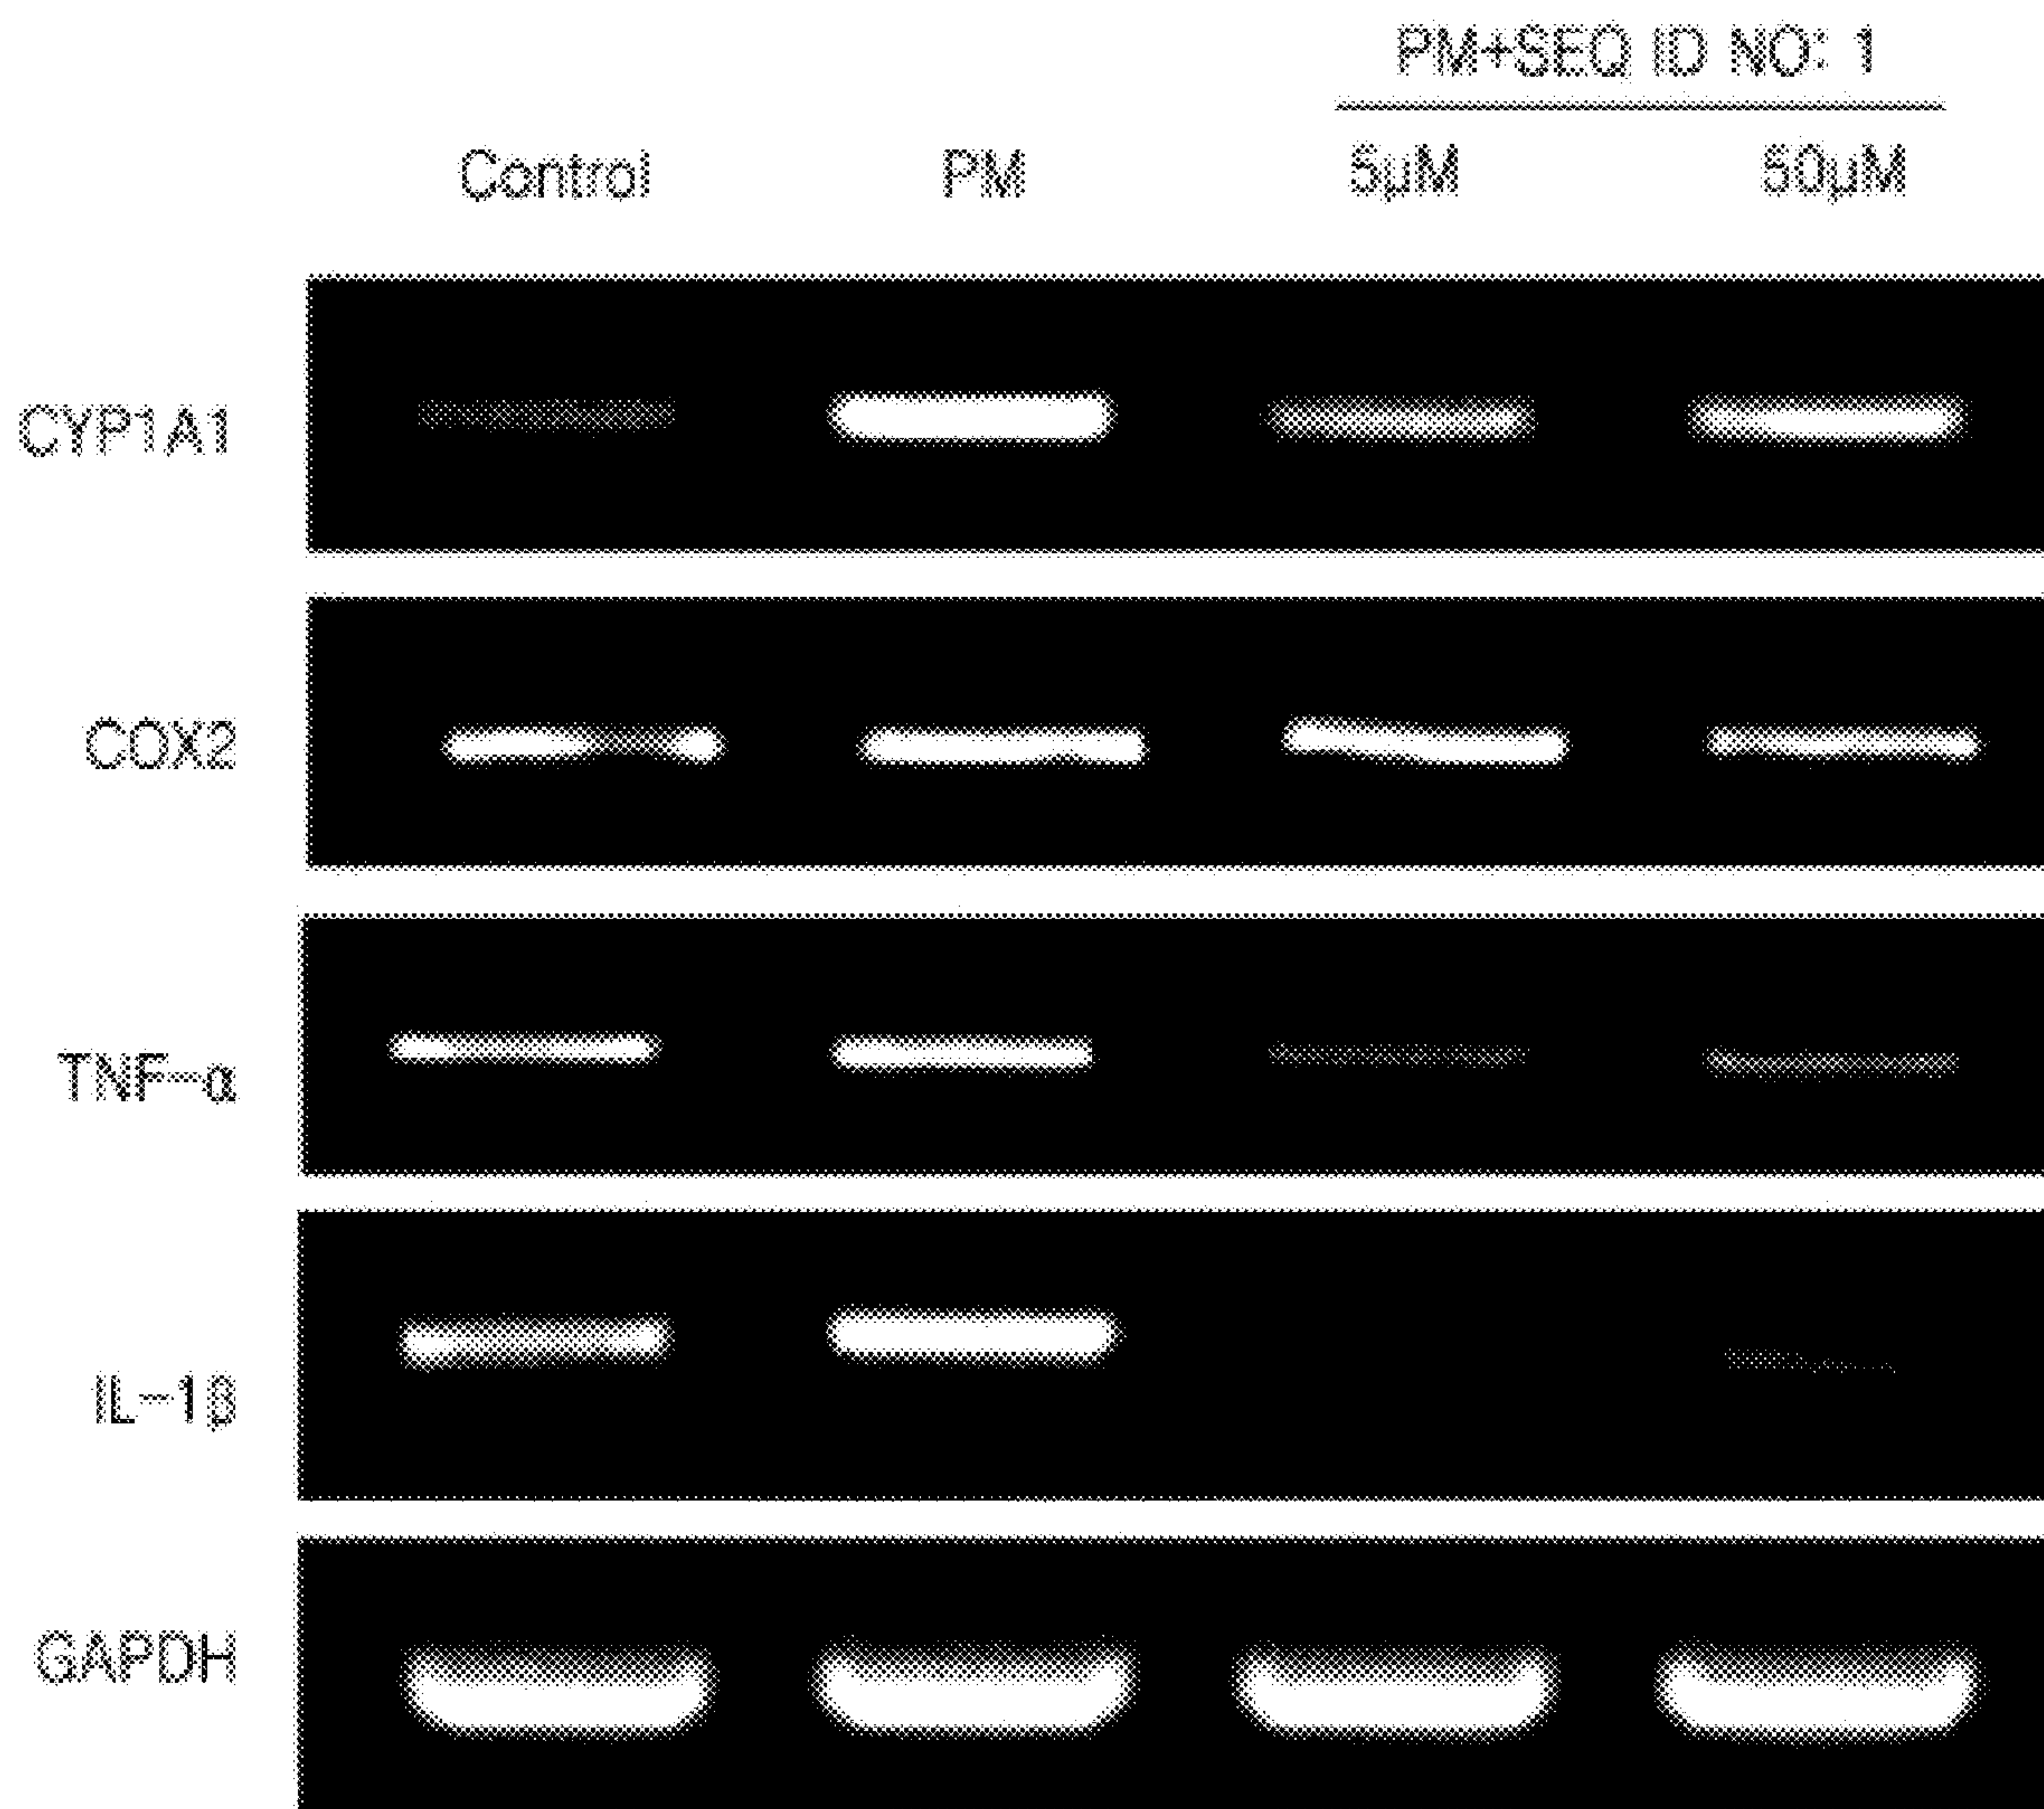 PM+SEQ ID NO: 1
Control PM 5μM 50μM
CYP1A1
COX2
TNF-α
IL-1β
GAPDH